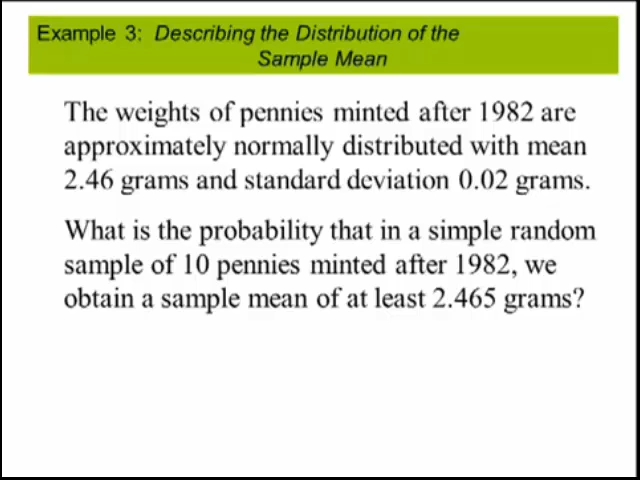 Example 3: Describing the Distribution of the
Sample Mean
The weights of pennies minted after 1982 are
approximately normally distributed with mean
2.46 grams and standard deviation 0.02 grams.
What is the probability that in a simple random
sample of 10 pennies minted after 1982, we
obtain a sample mean of at least 2.465 grams?